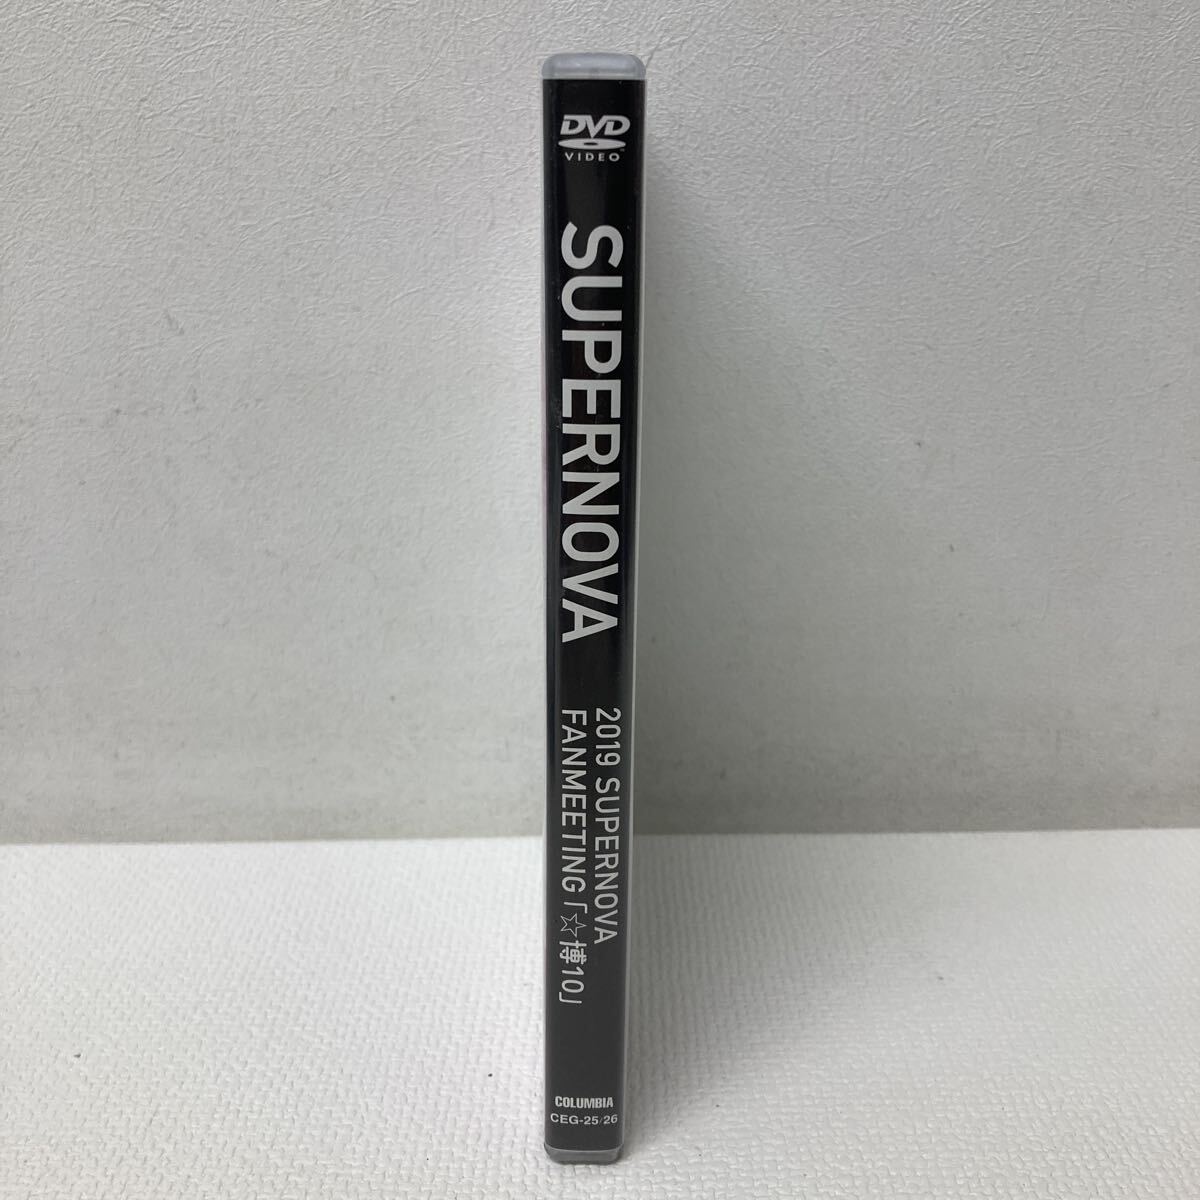 DVD
VIDEO
SUPERNOVA
2019 SUPERNOVA
FANMEETING「☆博10」
COLUMBIA
CEG-25/26